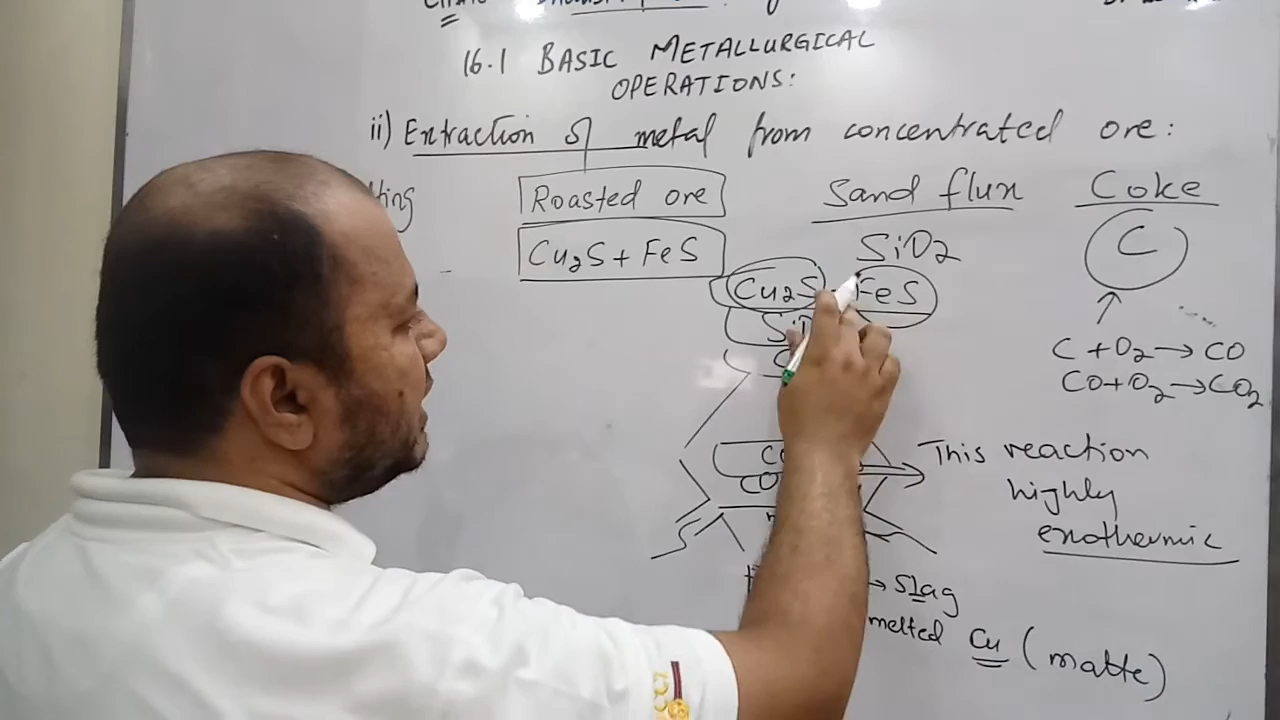 16.1 BASIC METALLURGICAL
OPERATIONS:
ii) Extraction of metal from concentrated ore:
Roasted ore
Sand flux
Coke
Cu2S + FeS
SiO2
C
Cu2S
FeS
C + O2 → CO
CO + O2 → CO2
This reaction
highly
exothermic
→ Slag
melted Cu (matte)